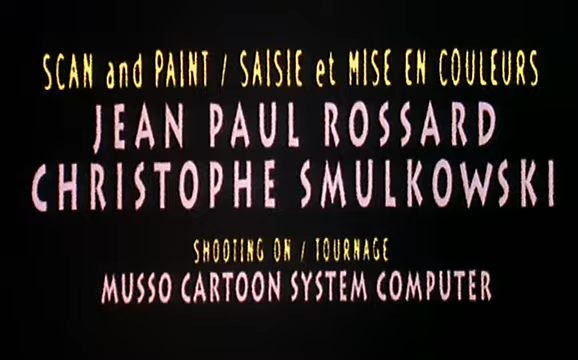 SCAN and PAINT / SAISIE et MISE EN COULEURS
JEAN PAUL ROSSARD
CHRISTOPHE SMULKOWSKI
SHOOTING ON / TOURNAGE
MUSSO CARTOON SYSTEM COMPUTER